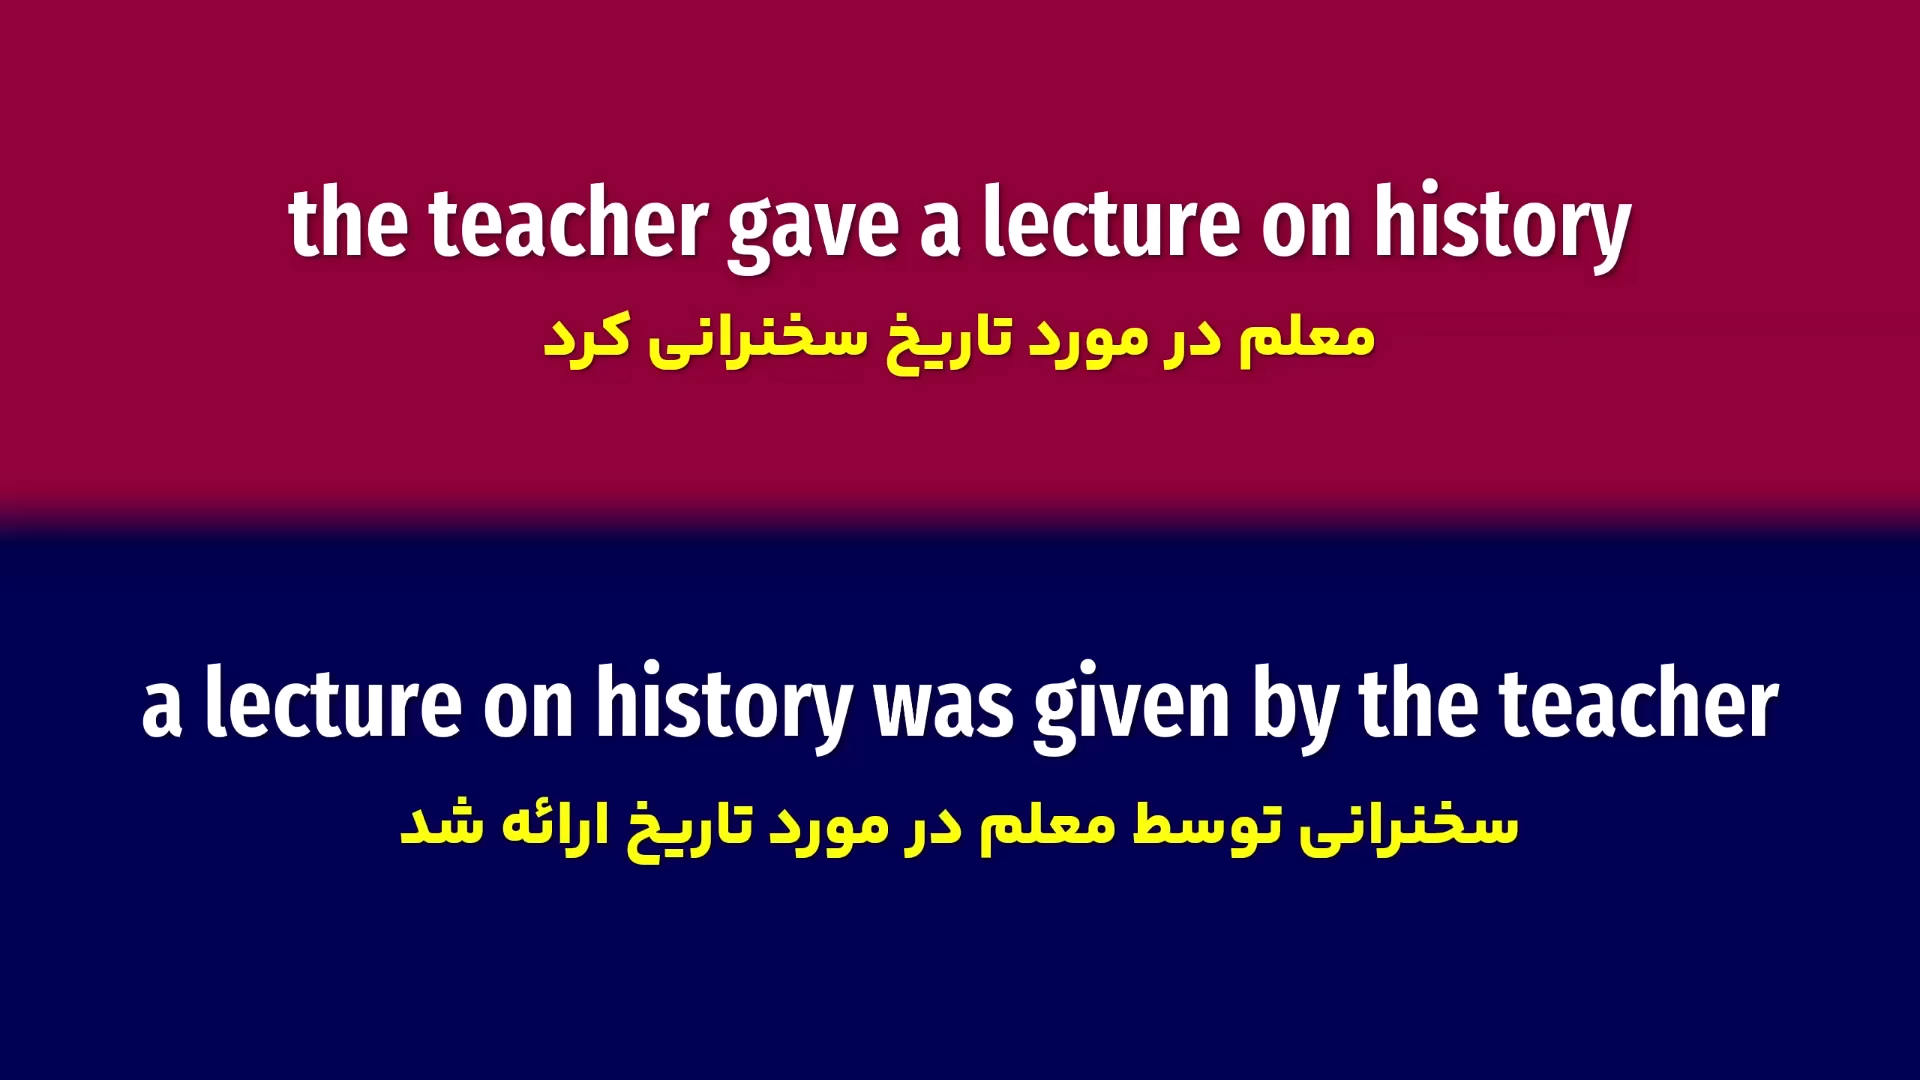 the teacher gave a lecture on history
معلم در مورد تاریخ سخنرانی کرد
a lecture on history was given by the teacher
سخنرانی توسط معلم در مورد تاریخ ارائه شد